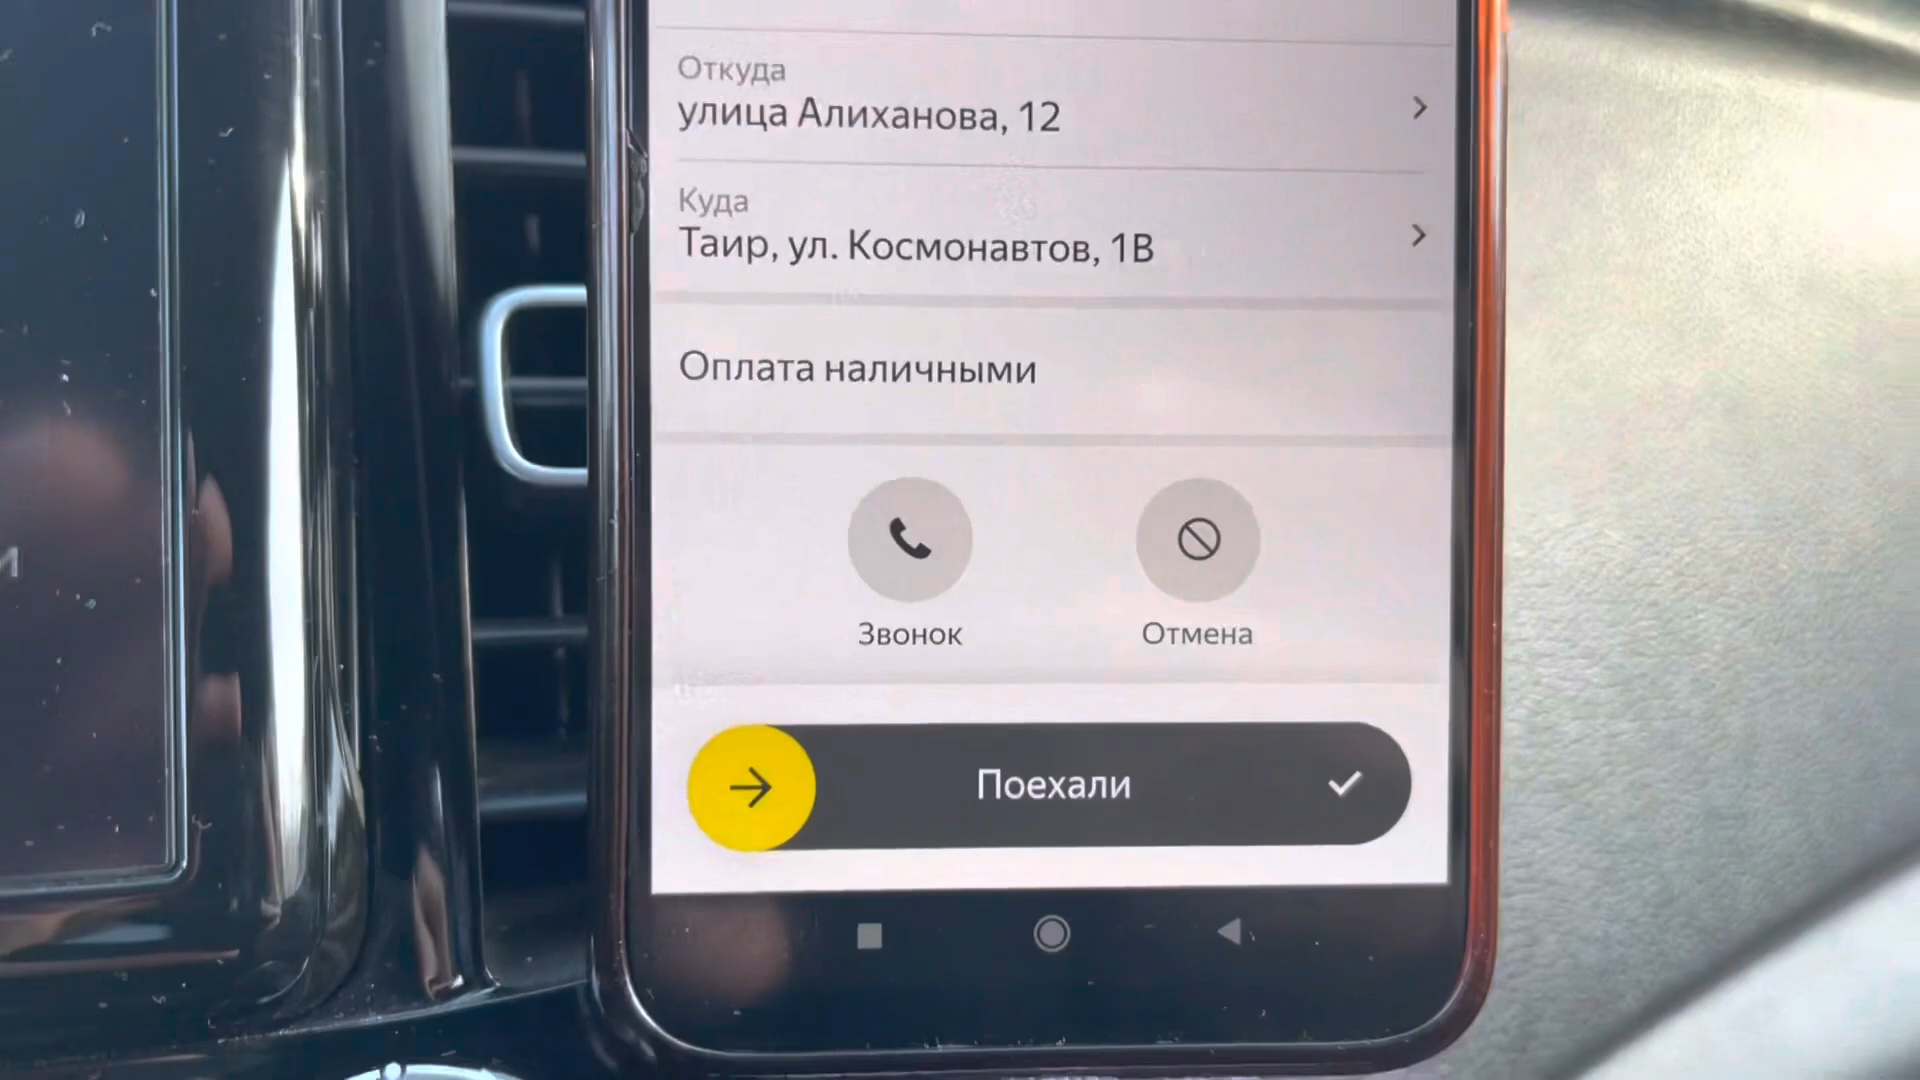 Откуда
улица Алиханова, 12
Куда
Таир, ул. Космонавтов, 1В
Оплата наличными
Звонок
Отмена
Поехали